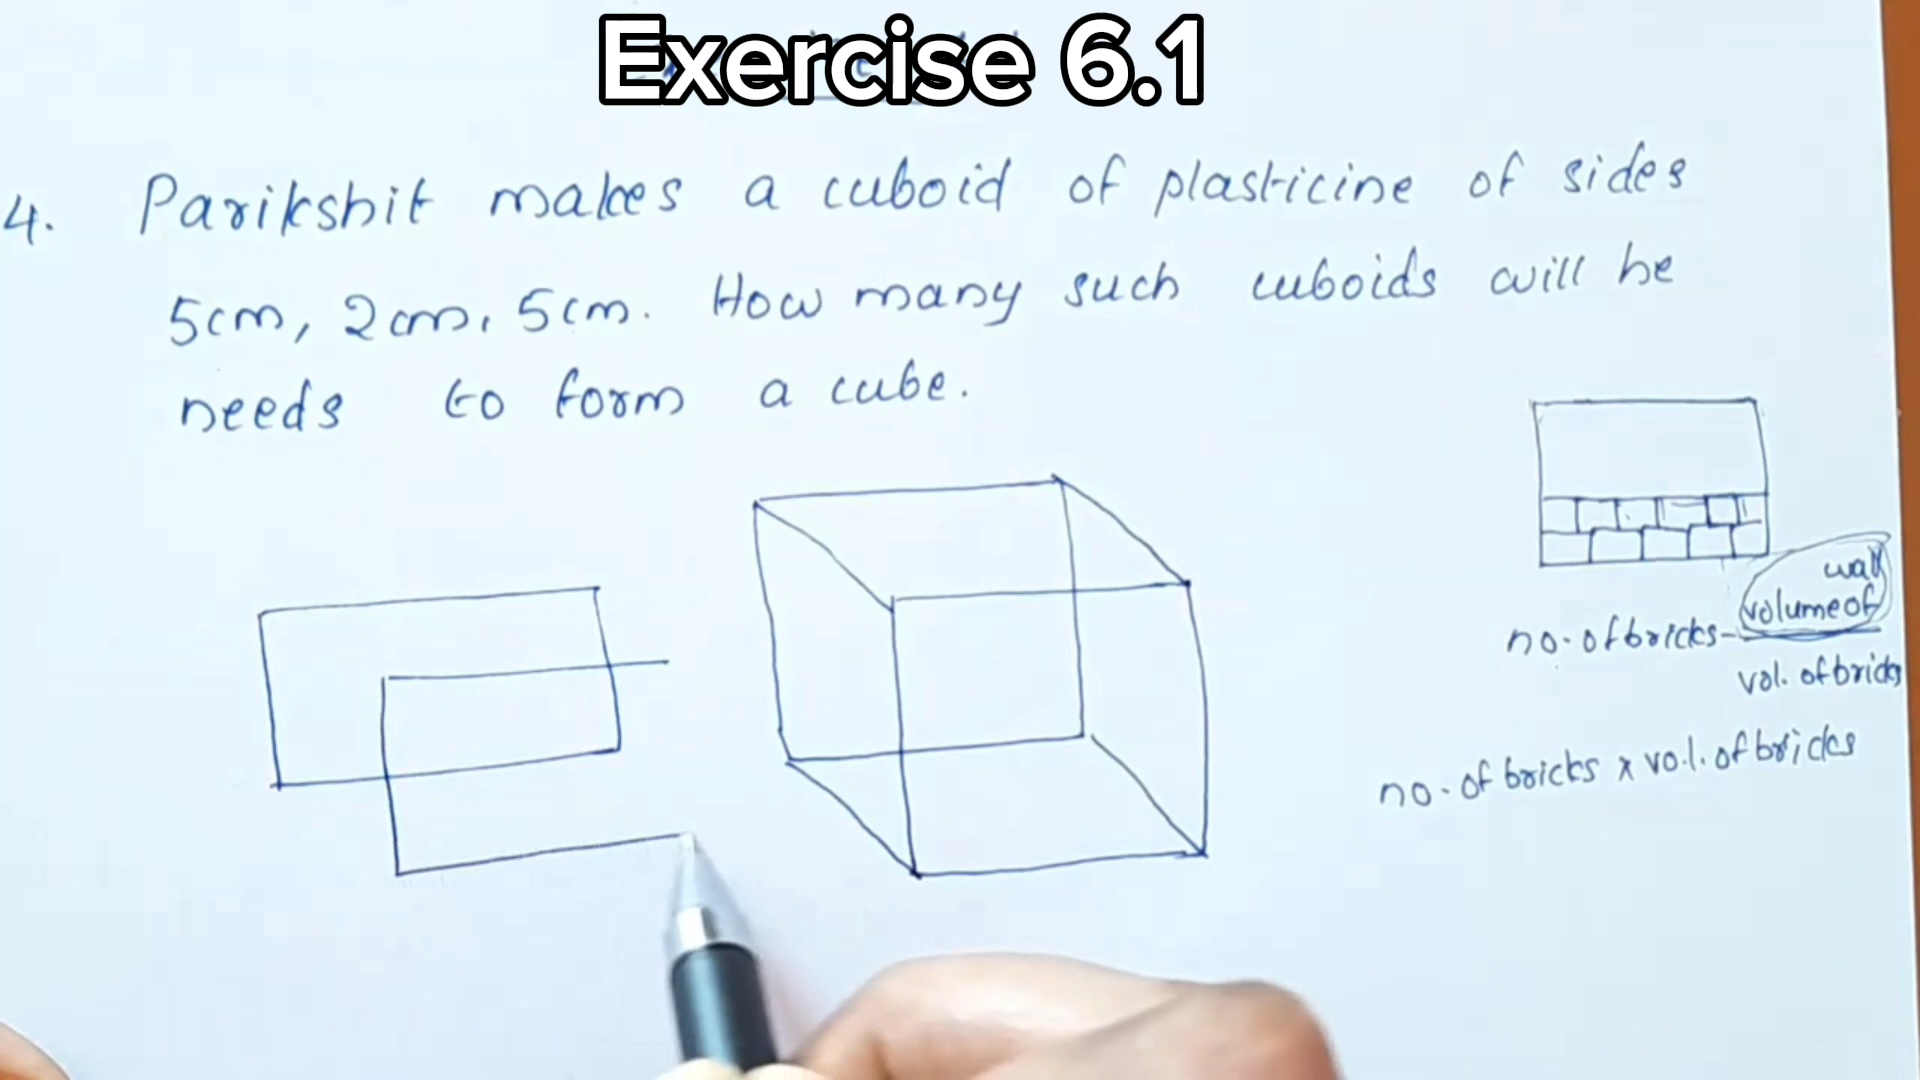 Exercise 6.1
4. Parikshit makes a cuboid of plasticine of sides
5cm, 2cm, 5cm. How many such cuboids will be
needs to form a cube.
wall
no. of bricks - volume of
vol. of bricks
no. of bricks x vol. of bricks